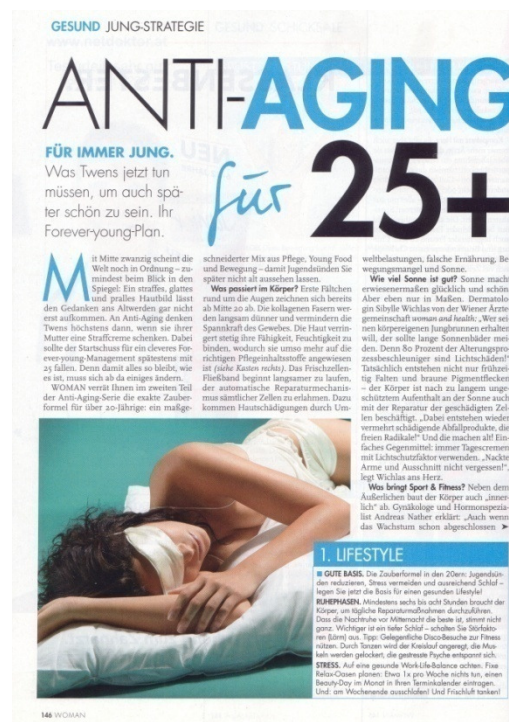 GESUND JUNG-STRATEGIE
ANTI-AGING
für 25+
FÜR IMMER JUNG.
Was Twens jetzt tun
müssen, um auch spä-
ter schön zu sein. Ihr
Forever-young-Plan.
Mit Mitte zwanzig scheint die
Welt noch in Ordnung – zu-
mindest beim Blick in den
Spiegel: Ein straffes, glattes
und pralles Hautbild lässt
den Gedanken ans Altwerden gar nicht
erst aufkommen. An Anti-Aging denken
Twens höchstens dann, wenn sie ihrer
Mutter eine Straffcreme schenken. Dabei
sollte der Startschuss für ein cleveres For-
ever-young-Management spätestens mit
25 fallen. Denn damit alles so bleibt, wie
es ist, muss sich ab da einiges ändern.
WOMAN verrät Ihnen im zweiten Teil
der Anti-Aging-Serie die exakte Zauber-
formel für über 20-Jährige: ein maßge-
schneiderter Mix aus Pflege, Young Food
und Bewegung – damit Jugendsünden Sie
später nicht alt aussehen lassen.
Was passiert im Körper? Erste Fältchen
rund um die Augen zeichnen sich bereits
ab Mitte 20 ab. Die kollagenen Fasern wer-
den langsam dünner und vermindern die
Spannkraft des Gewebes. Die Haut verrin-
gert stetig ihre Fähigkeit, Feuchtigkeit zu
binden, wodurch sie umso mehr auf die
richtigen Pflegeinhaltsstoffe angewiesen
ist (siehe Kasten rechts). Das Frischzellen-
Fließband beginnt langsamer zu laufen,
der automatische Reparaturmechanis-
mus sämtlicher Zellen zu erlahmen. Dazu
kommen Hautschädigungen durch Um-
weltbelastungen, falsche Ernährung, Be-
wegungsmangel und Sonne.
Wie viel Sonne ist gut? Sonne macht
erwiesenermaßen glücklich und schön.
Aber eben nur in Maßen. Dermatolo-
gin Sibylle Wichlas von der Wiener Ärzte-
gemeinschaft woman and health: „Wer sei-
nen körpereigenen Jungbrunnen erhalten
will, der sollte lange Sonnenbäder mei-
den. Denn 80 Prozent der Alterungspro-
zessbeschleuniger sind Lichtschäden!“
Tatsächlich entstehen nicht nur frühzei-
tig Falten und braune Pigmentflecken
– der Körper ist nach zu langem unge-
schütztem Aufenthalt an der Sonne auch
mit der Reparatur der geschädigten Zel-
len beschäftigt. „Dabei entstehen wieder
vermehrt schädigende Abfallprodukte, die
freien Radikale!“ Und die machen alt! Ein-
faches Gegenmittel: immer Tagescremen
mit Lichtschutzfaktor verwenden. „Nackte
Arme und Ausschnitt nicht vergessen!“,
legt Wichlas ans Herz.
Was bringt Sport & Fitness? Neben dem
Äußerlichen baut der Körper auch „inner-
lich“ ab. Gynäkologe und Hormonspezia-
list Andreas Nather erklärt: „Auch wenn
das Wachstum schon abgeschlossen ➤
1. LIFESTYLE
■ GUTE BASIS. Die Zauberformel in den 20ern: Jugendsün-
den reduzieren, Stress vermeiden und ausreichend Schlaf –
legen Sie jetzt die Basis für einen gesunden Lifestyle!
RUHEPHASEN. Mindestens sechs bis acht Stunden braucht der
Körper, um tägliche Reparaturmaßnahmen durchzuführen.
Dass die Nachtruhe vor Mitternacht die beste ist, stimmt nicht
ganz. Wichtiger ist ein tiefer Schlaf – schalten Sie Störfakto-
ren (Lärm) aus. Tipp: Gelegentliche Disco-Besuche zur Fitness
nützen. Durch Tanzen wird der Kreislauf angeregt, die Mus-
keln werden gelockert, die gestresste Psyche entspannt sich.
STRESS. Auf eine gesunde Work-Life-Balance achten. Fixe
Relax-Oasen planen: Etwa 1x pro Woche nichts tun, einen
Beauty-Day im Monat in Ihren Terminkalender eintragen.
Und: am Wochenende ausschlafen! Und Frischluft tanken!
146 WOMAN